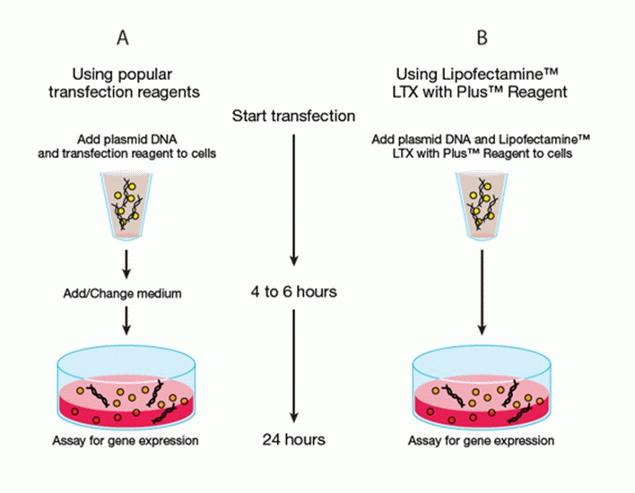 A
B
Using popular
transfection reagents
Using Lipofectamine™
LTX with Plus™ Reagent
Start transfection
Add plasmid DNA
and transfection reagent to cells
Add plasmid DNA and Lipofectamine™
LTX with Plus™ Reagent to cells
Add/Change medium
4 to 6 hours
Assay for gene expression
24 hours
Assay for gene expression